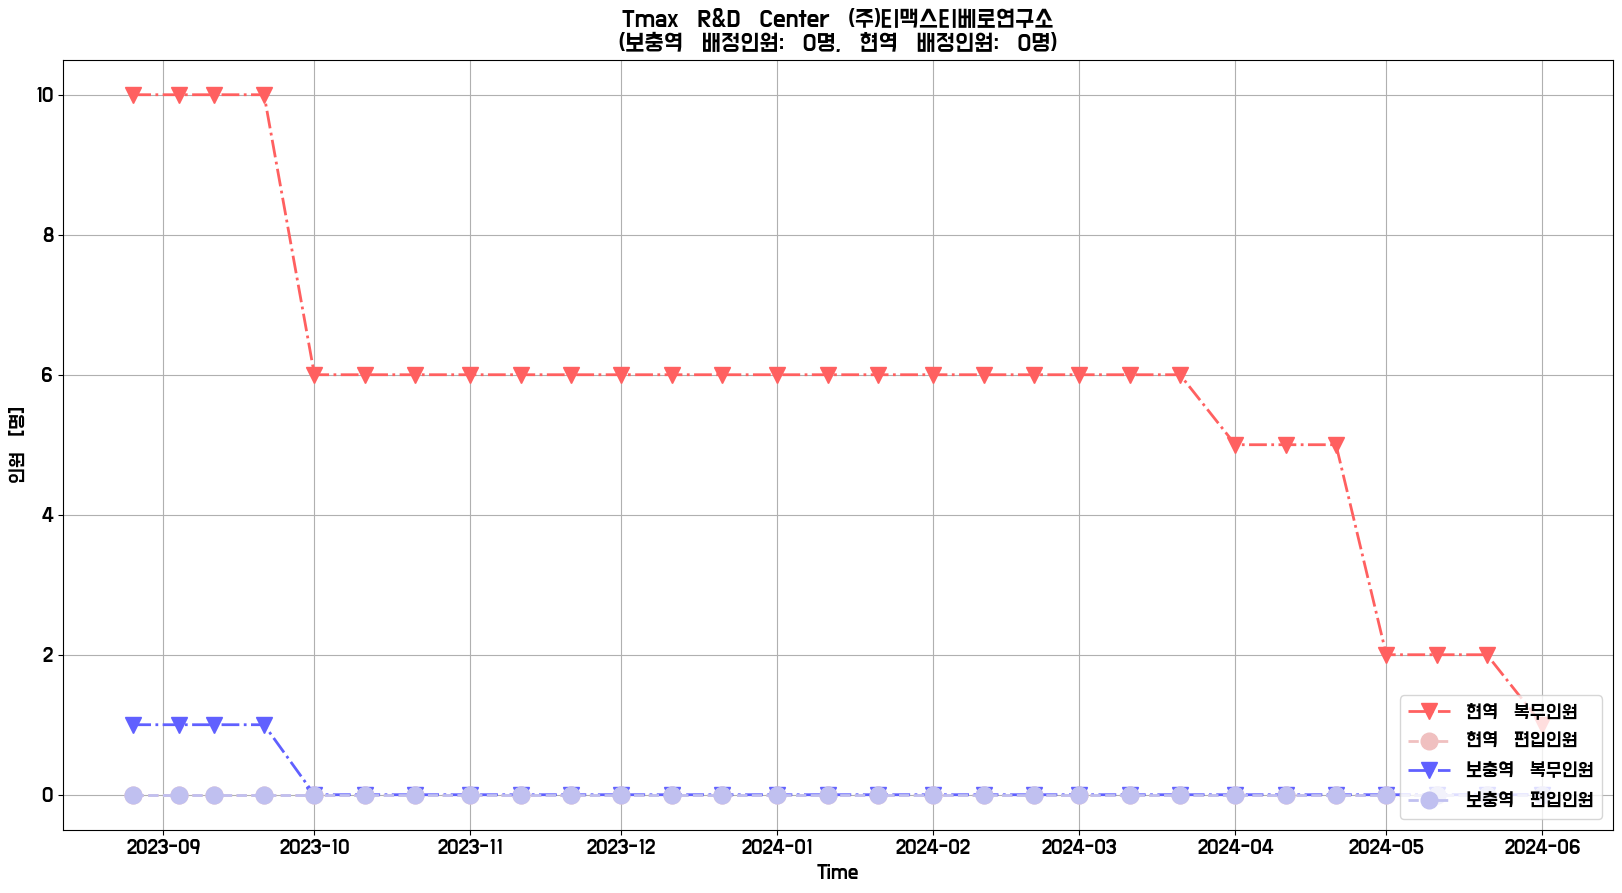 Tmax R&D Center (주)티맥스티베로연구소
(보충역 배정인원: 0명, 현역 배정인원: 0명)
10
8
6
4
2
0
인원 [명]
2023-09 2023-10 2023-11 2023-12 2024-01 2024-02 2024-03 2024-04 2024-05 2024-06
Time
현역 복무인원
현역 편입인원
보충역 복무인원
보충역 편입인원